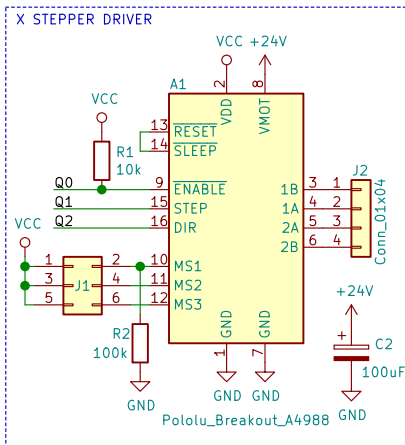 X STEPPER DRIVER
VCC +24V
A1
2 8
VDD VMOT
VCC
13 RESET
14 SLEEP
R1
10k
J2
Q0 9 ENABLE 1B 3 1
Q1 15 STEP 1A 4 2
Q2 16 DIR 2A 5 3
2B 6 4
Conn_01x04
VCC
1 2 10 MS1
3 J1 4 11 MS2
5 6 12 MS3
+24V
R2
100k
GND GND
1 7
+
C2
100uF
GND GND GND GND
Pololu_Breakout_A4988